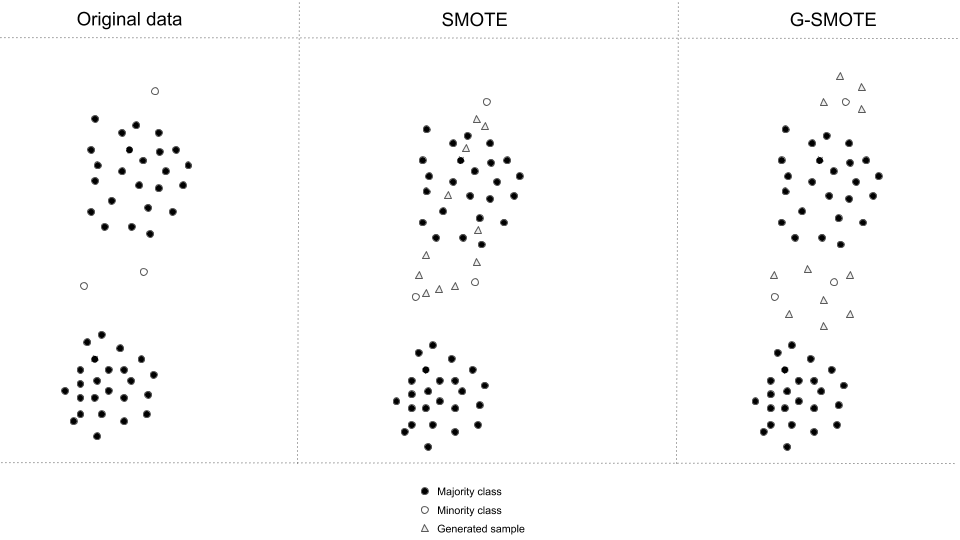 Original data
SMOTE
G-SMOTE
Majority class
Minority class
Generated sample